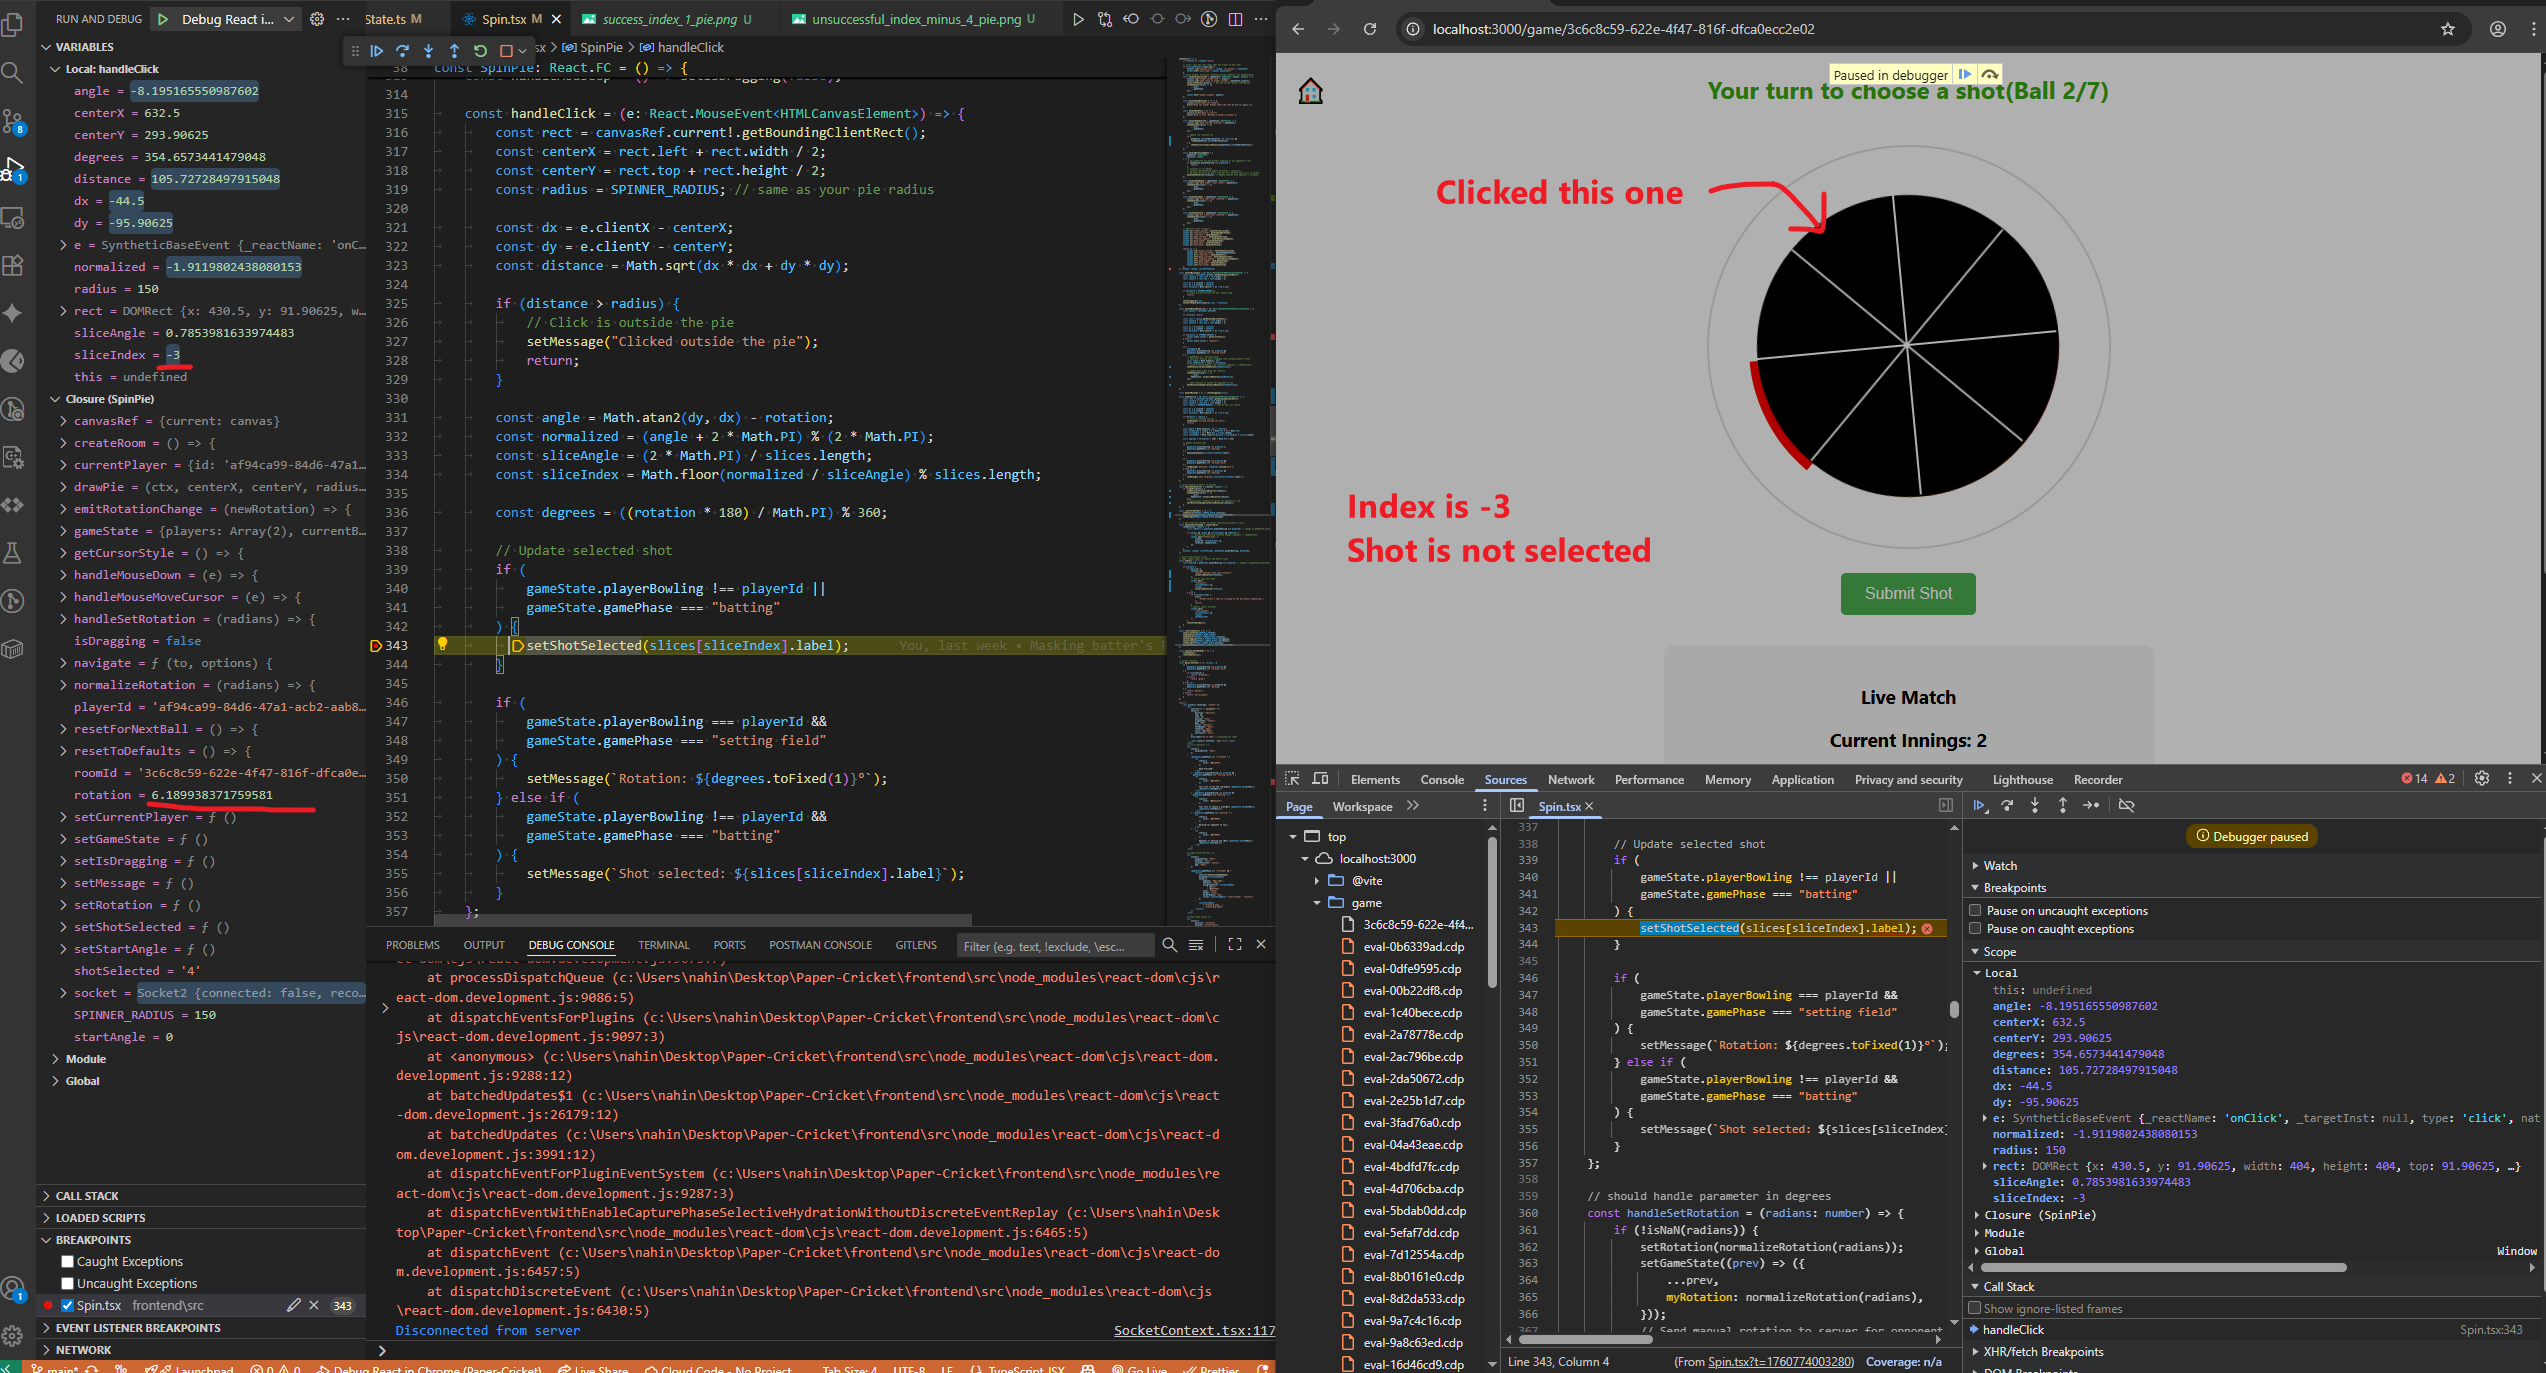 RUN AND DEBUG
Debug React i...
State.ts M
Spin.tsx M
success_index_1_pie.png U
unsuccessful_index_minus_4_pie.png U
VARIABLES
Local: handleClick
angle = -8.195165550987602
centerX = 632.5
centerY = 293.90625
degrees = 354.6573441479048
distance = 105.72728497915048
dx = -44.5
dy = -95.90625
e = SyntheticBaseEvent {_reactName: 'onC...
normalized = -1.9119802438080153
radius = 150
rect = DOMRect {x: 430.5, y: 91.90625, w...
sliceAngle = 0.7853981633974483
sliceIndex = -3
this = undefined
Closure (SpinPie)
canvasRef = {current: canvas}
createRoom = () => {
currentPlayer = {id: 'af94ca99-84d6-47a1...
drawPie = (ctx, centerX, centerY, radius...
emitRotationChange = (newRotation) => {
gameState = {players: Array(2), currentB...
getCursorStyle = () => {
handleMouseDown = (e) => {
handleMouseMoveCursor = (e) => {
handleSetRotation = (radians) => {
isDragging = false
navigate = ƒ (to, options) {
normalizeRotation = (radians) => {
playerId = 'af94ca99-84d6-47a1-acb2-aab8...
resetForNextBall = () => {
resetToDefaults = () => {
roomId = '3c6c8c59-622e-4f47-816f-dfca0e...
rotation = 6.189938371759581
setCurrentPlayer = ƒ ()
setGameState = ƒ ()
setIsDragging = ƒ ()
setMessage = ƒ ()
setRotation = ƒ ()
setShotSelected = ƒ ()
setStartAngle = ƒ ()
shotSelected = '4'
socket = Socket2 {connected: false, reco...
SPINNER_RADIUS = 150
startAngle = 0
Module
Global
CALL STACK
LOADED SCRIPTS
BREAKPOINTS
Caught Exceptions
Uncaught Exceptions
Spin.tsx frontend\src 343
EVENT LISTENER BREAKPOINTS
NETWORK
sx > SpinPie > handleClick
38 const SpinPie: React.FC = () => {
314
315 const handleClick = (e: React.MouseEvent<HTMLCanvasElement>) => {
316 const rect = canvasRef.current!.getBoundingClientRect();
317 const centerX = rect.left + rect.width / 2;
318 const centerY = rect.top + rect.height / 2;
319 const radius = SPINNER_RADIUS; // same as your pie radius
320
321 const dx = e.clientX - centerX;
322 const dy = e.clientY - centerY;
323 const distance = Math.sqrt(dx * dx + dy * dy);
324
325 if (distance > radius) {
326 // Click is outside the pie
327 setMessage("Clicked outside the pie");
328 return;
329 }
330
331 const angle = Math.atan2(dy, dx) - rotation;
332 const normalized = (angle + 2 * Math.PI) % (2 * Math.PI);
333 const sliceAngle = (2 * Math.PI) / slices.length;
334 const sliceIndex = Math.floor(normalized / sliceAngle) % slices.length;
335
336 const degrees = ((rotation * 180) / Math.PI) % 360;
337
338 // Update selected shot
339 if (
340 gameState.playerBowling !== playerId ||
341 gameState.gamePhase === "batting"
342 ) {
343 setShotSelected(slices[sliceIndex].label); You, last week • Masking batter's
344 }
345
346 if (
347 gameState.playerBowling === playerId &&
348 gameState.gamePhase === "setting field"
349 ) {
350 setMessage(`Rotation: ${degrees.toFixed(1)}°`);
351 } else if (
352 gameState.playerBowling !== playerId &&
353 gameState.gamePhase === "batting"
354 ) {
355 setMessage(`Shot selected: ${slices[sliceIndex].label}`);
356 }
357 };
PROBLEMS OUTPUT DEBUG CONSOLE TERMINAL PORTS POSTMAN CONSOLE GITLENS
Filter (e.g. text, !exclude, \esc...
at processDispatchQueue (c:\Users\nahin\Desktop\Paper-Cricket\frontend\src\node_modules\react-dom\cjs\r
eact-dom.development.js:9086:5)
at dispatchEventsForPlugins (c:\Users\nahin\Desktop\Paper-Cricket\frontend\src\node_modules\react-dom\c
js\react-dom.development.js:9097:3)
at <anonymous> (c:\Users\nahin\Desktop\Paper-Cricket\frontend\src\node_modules\react-dom\cjs\react-dom.
development.js:9288:12)
at batchedUpdates$1 (c:\Users\nahin\Desktop\Paper-Cricket\frontend\src\node_modules\react-dom\cjs\react
-dom.development.js:26179:12)
at batchedUpdates (c:\Users\nahin\Desktop\Paper-Cricket\frontend\src\node_modules\react-dom\cjs\react-d
om.development.js:3991:12)
at dispatchEventForPluginEventSystem (c:\Users\nahin\Desktop\Paper-Cricket\frontend\src\node_modules\re
act-dom\cjs\react-dom.development.js:9287:3)
at dispatchEventWithEnableCapturePhaseSelectiveHydrationWithoutDiscreteEventReplay (c:\Users\nahin\Desk
top\Paper-Cricket\frontend\src\node_modules\react-dom\cjs\react-dom.development.js:6465:5)
at dispatchEvent (c:\Users\nahin\Desktop\Paper-Cricket\frontend\src\node_modules\react-dom\cjs\react-do
m.development.js:6457:5)
at dispatchDiscreteEvent (c:\Users\nahin\Desktop\Paper-Cricket\frontend\src\node_modules\react-dom\cjs
\react-dom.development.js:6430:5)
Disconnected from server SocketContext.tsx:117
main* Launchpad 0 0 Debug React in Chrome (Paper-Cricket) Live Share Cloud Code - No Project Tab Size: 4 UTF-8 LF TypeScript JSX Go Live Prettier
localhost:3000/game/3c6c8c59-622e-4f47-816f-dfca0ecc2e02
Paused in debugger
Your turn to choose a shot(Ball 2/7)
Clicked this one
Index is -3
Shot is not selected
Submit Shot
Live Match
Current Innings: 2
Elements Console Sources Network Performance Memory Application Privacy and security Lighthouse Recorder 14 2
Page Workspace
Spin.tsx
top
localhost:3000
@vite
game
3c6c8c59-622e-4f4...
eval-0b6339ad.cdp
eval-0dfe9595.cdp
eval-00b22df8.cdp
eval-1c40bece.cdp
eval-2a78778e.cdp
eval-2ac796be.cdp
eval-2da50672.cdp
eval-2e25b1d7.cdp
eval-3fad76a0.cdp
eval-04a43eae.cdp
eval-4bdfd7fc.cdp
eval-4d706cba.cdp
eval-5bdab0dd.cdp
eval-5efaf7dd.cdp
eval-7d12554a.cdp
eval-8b0161e0.cdp
eval-8d2da533.cdp
eval-9a7c4c16.cdp
eval-9a8c63ed.cdp
eval-16d46cd9.cdp
337
338 // Update selected shot
339 if (
340 gameState.playerBowling !== playerId ||
341 gameState.gamePhase === "batting"
342 ) {
343 setShotSelected(slices[sliceIndex].label);
344 }
345
346 if (
347 gameState.playerBowling === playerId &&
348 gameState.gamePhase === "setting field"
349 ) {
350 setMessage(`Rotation: ${degrees.toFixed(1)}°`);
351 } else if (
352 gameState.playerBowling !== playerId &&
353 gameState.gamePhase === "batting"
354 ) {
355 setMessage(`Shot selected: ${slices[sliceIndex]
356 }
357 };
358
359 // should handle parameter in degrees
360 const handleSetRotation = (radians: number) => {
361 if (!isNaN(radians)) {
362 setRotation(normalizeRotation(radians));
363 setGameState((prev) => ({
364 ...prev,
365 myRotation: normalizeRotation(radians),
366 }));
367 // Send manual rotation to server for opponent
Line 343, Column 4 (From Spin.tsx?t=1760774003280) Coverage: n/a
Debugger paused
Watch
Breakpoints
Pause on uncaught exceptions
Pause on caught exceptions
Scope
Local
this: undefined
angle: -8.195165550987602
centerX: 632.5
centerY: 293.90625
degrees: 354.6573441479048
distance: 105.72728497915048
dx: -44.5
dy: -95.90625
e: SyntheticBaseEvent {_reactName: 'onClick', _targetInst: null, type: 'click', nat
normalized: -1.9119802438080153
radius: 150
rect: DOMRect {x: 430.5, y: 91.90625, width: 404, height: 404, top: 91.90625, …}
sliceAngle: 0.7853981633974483
sliceIndex: -3
Closure (SpinPie)
Module
Global Window
Call Stack
Show ignore-listed frames
handleClick Spin.tsx:343
XHR/fetch Breakpoints
DOM Breakpoints